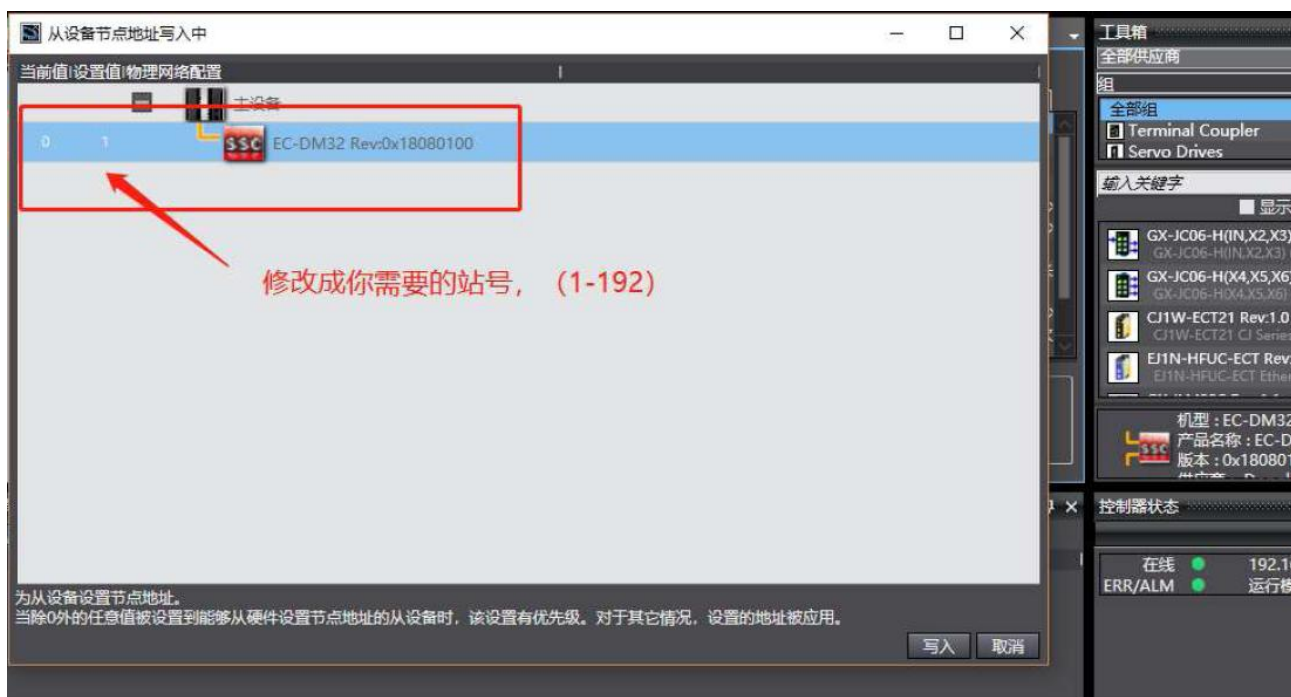 从设备节点地址写入中
当前值|设置值|物理网络配置
主设备
0 1 EC-DM32 Rev:0x18080100
修改成你需要的站号，（1-192）
为从设备设置节点地址。
当除0外的任意值被设置到能够从硬件设置节点地址的从设备时，该设置有优先级。对于其它情况，设置的地址被应用。
写入 取消
工具箱
全部供应商
组
全部组
Terminal Coupler
Servo Drives
输入关键字
显示
GX-JC06-H(IN,X2,X3)
GX-JC06-H(IN,X2,X3)
GX-JC06-H(X4,X5,X6)
GX-JC06-H(X4,X5,X6)
CJ1W-ECT21 Rev:1.0
CJ1W-ECT21 CJ Series
EJ1N-HFUC-ECT Rev:
EJ1N-HFUC-ECT Ether
机型：EC-DM32
SSC
产品名称：EC-D
版本：0x180801
控制器状态
在线 192.1
ERR/ALM 运行模